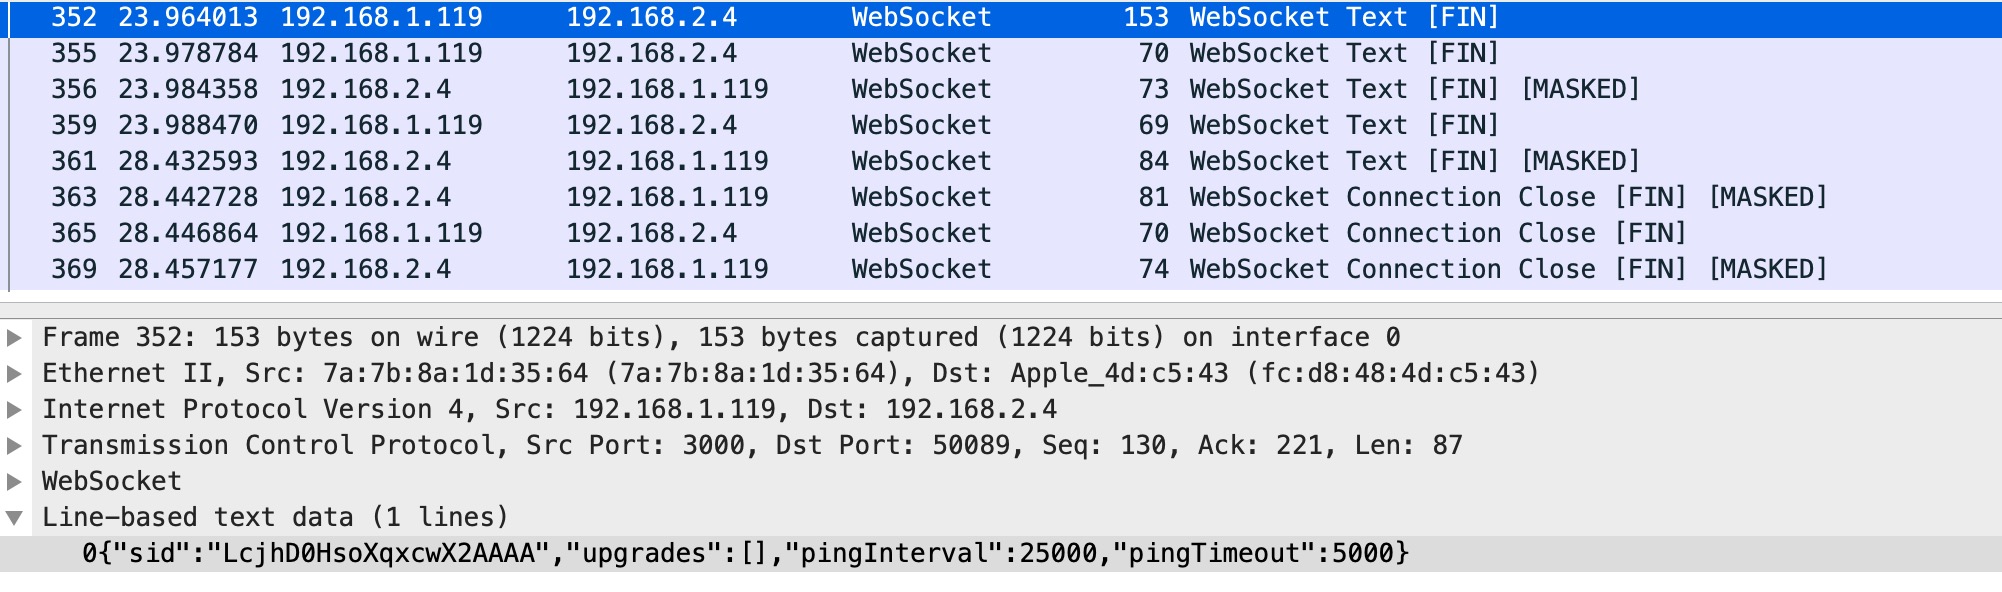 352 23.964013 192.168.1.119 192.168.2.4 WebSocket 153 WebSocket Text [FIN]
355 23.978784 192.168.1.119 192.168.2.4 WebSocket 70 WebSocket Text [FIN]
356 23.984358 192.168.2.4 192.168.1.119 WebSocket 73 WebSocket Text [FIN] [MASKED]
359 23.988470 192.168.1.119 192.168.2.4 WebSocket 69 WebSocket Text [FIN]
361 28.432593 192.168.2.4 192.168.1.119 WebSocket 84 WebSocket Text [FIN] [MASKED]
363 28.442728 192.168.2.4 192.168.1.119 WebSocket 81 WebSocket Connection Close [FIN] [MASKED]
365 28.446864 192.168.1.119 192.168.2.4 WebSocket 70 WebSocket Connection Close [FIN]
369 28.457177 192.168.2.4 192.168.1.119 WebSocket 74 WebSocket Connection Close [FIN] [MASKED]
Frame 352: 153 bytes on wire (1224 bits), 153 bytes captured (1224 bits) on interface 0
Ethernet II, Src: 7a:7b:8a:1d:35:64 (7a:7b:8a:1d:35:64), Dst: Apple_4d:c5:43 (fc:d8:48:4d:c5:43)
Internet Protocol Version 4, Src: 192.168.1.119, Dst: 192.168.2.4
Transmission Control Protocol, Src Port: 3000, Dst Port: 50089, Seq: 130, Ack: 221, Len: 87
WebSocket
Line-based text data (1 lines)
0{"sid":"LcjhD0HsoXqxcwX2AAAA","upgrades":[],"pingInterval":25000,"pingTimeout":5000}